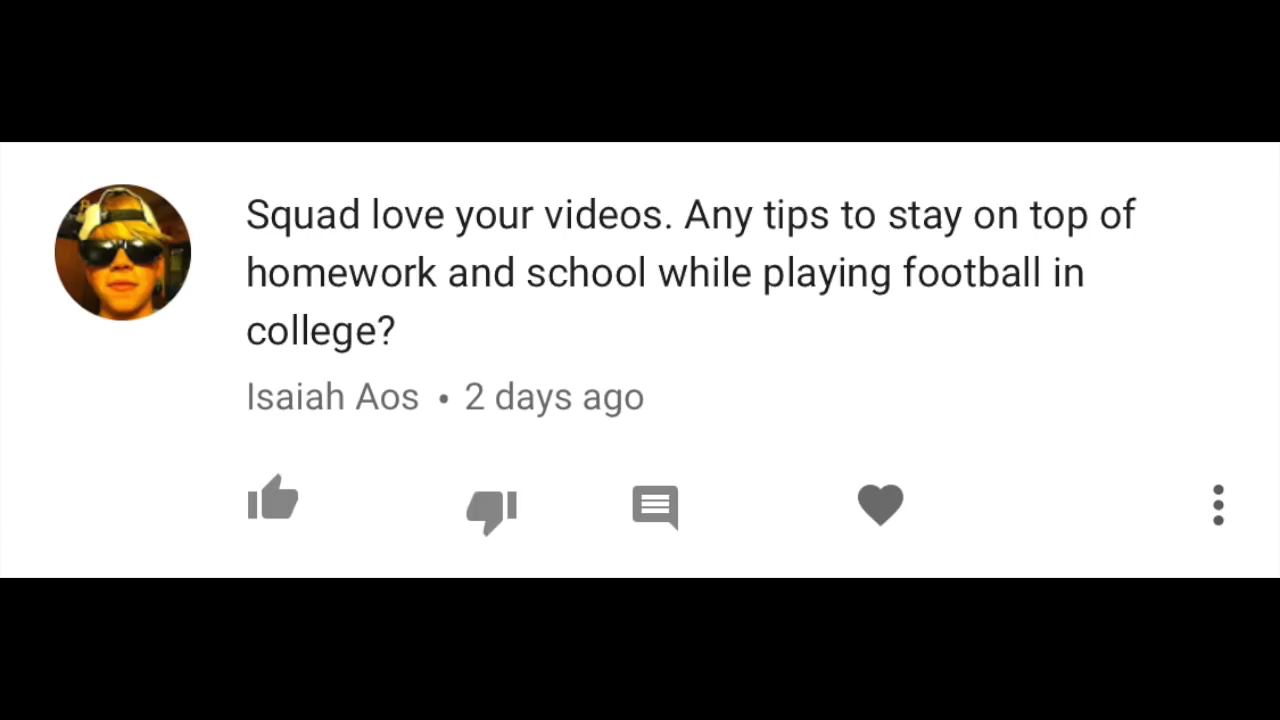 Squad love your videos. Any tips to stay on top of
homework and school while playing football in
college?
Isaiah Aos • 2 days ago